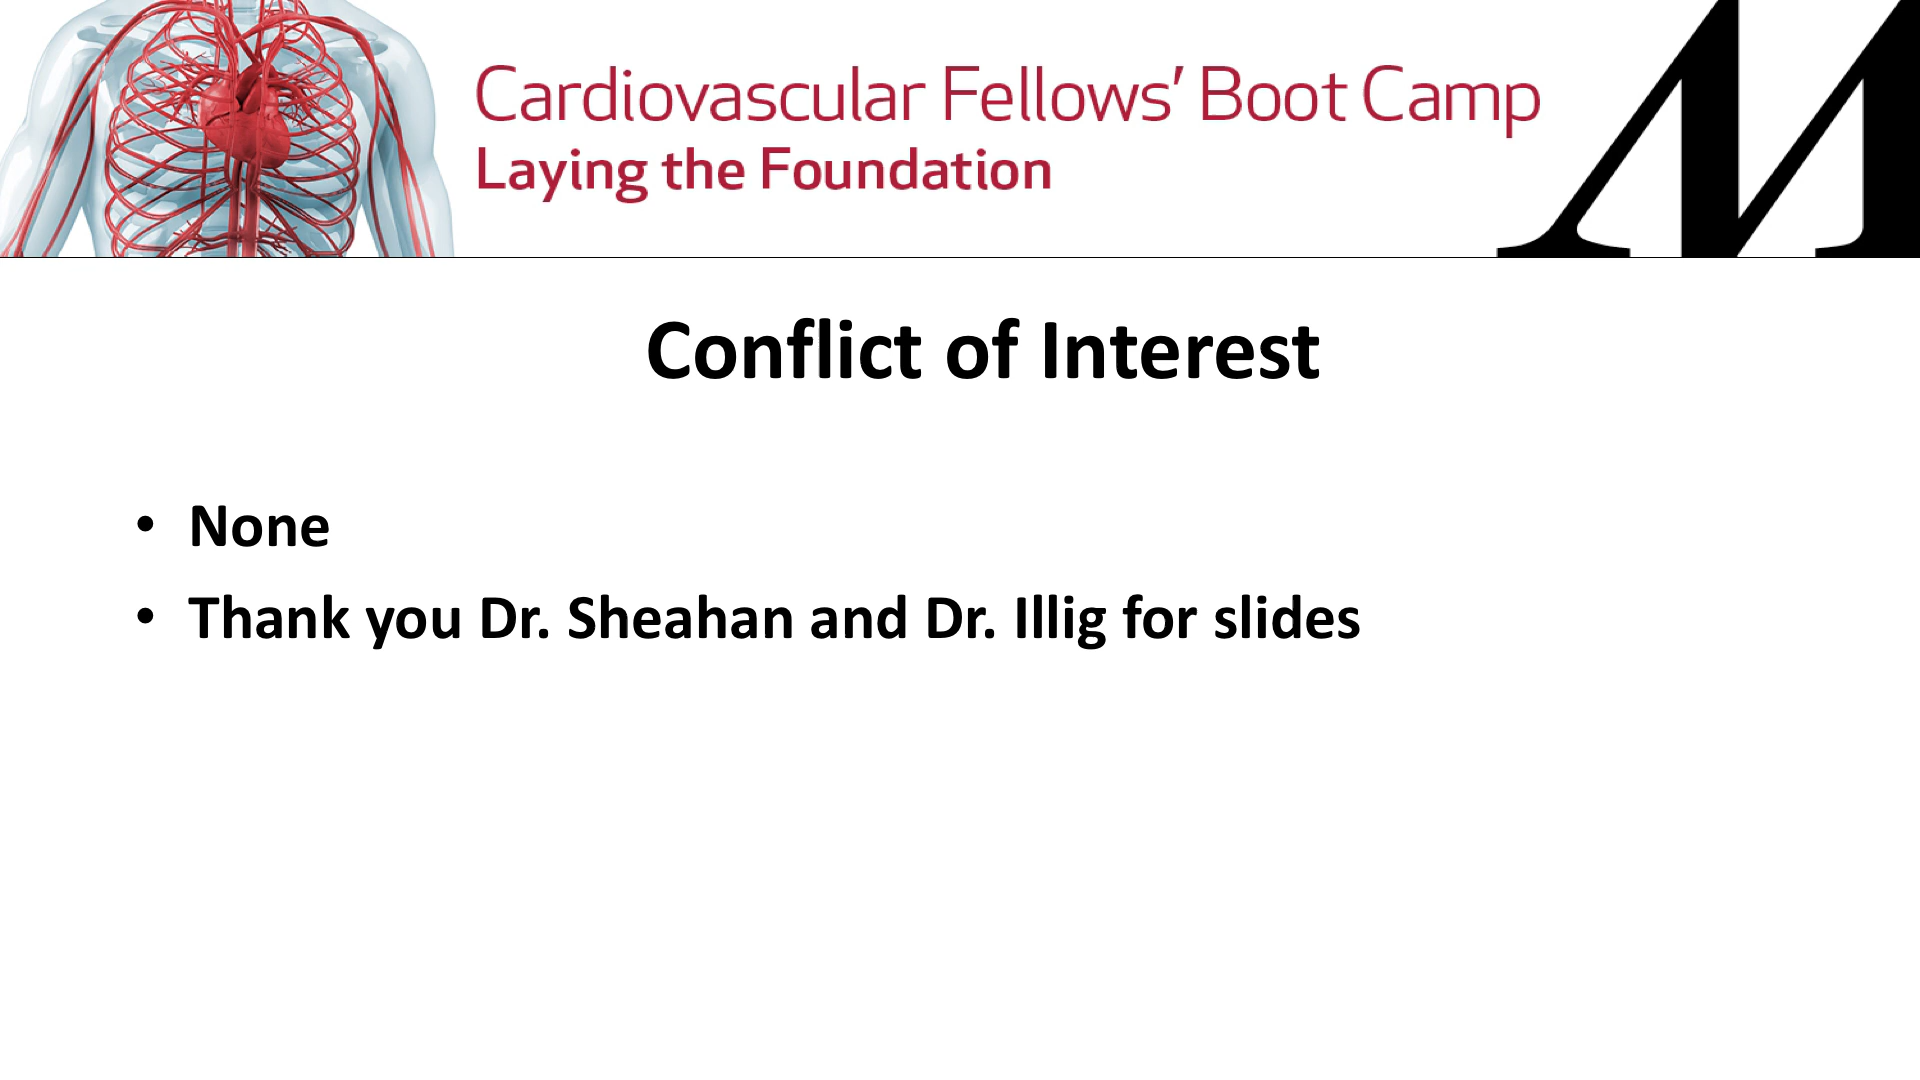 Cardiovascular Fellows’ Boot Camp
Laying the Foundation
M
Conflict of Interest
• None
• Thank you Dr. Sheahan and Dr. Illig for slides